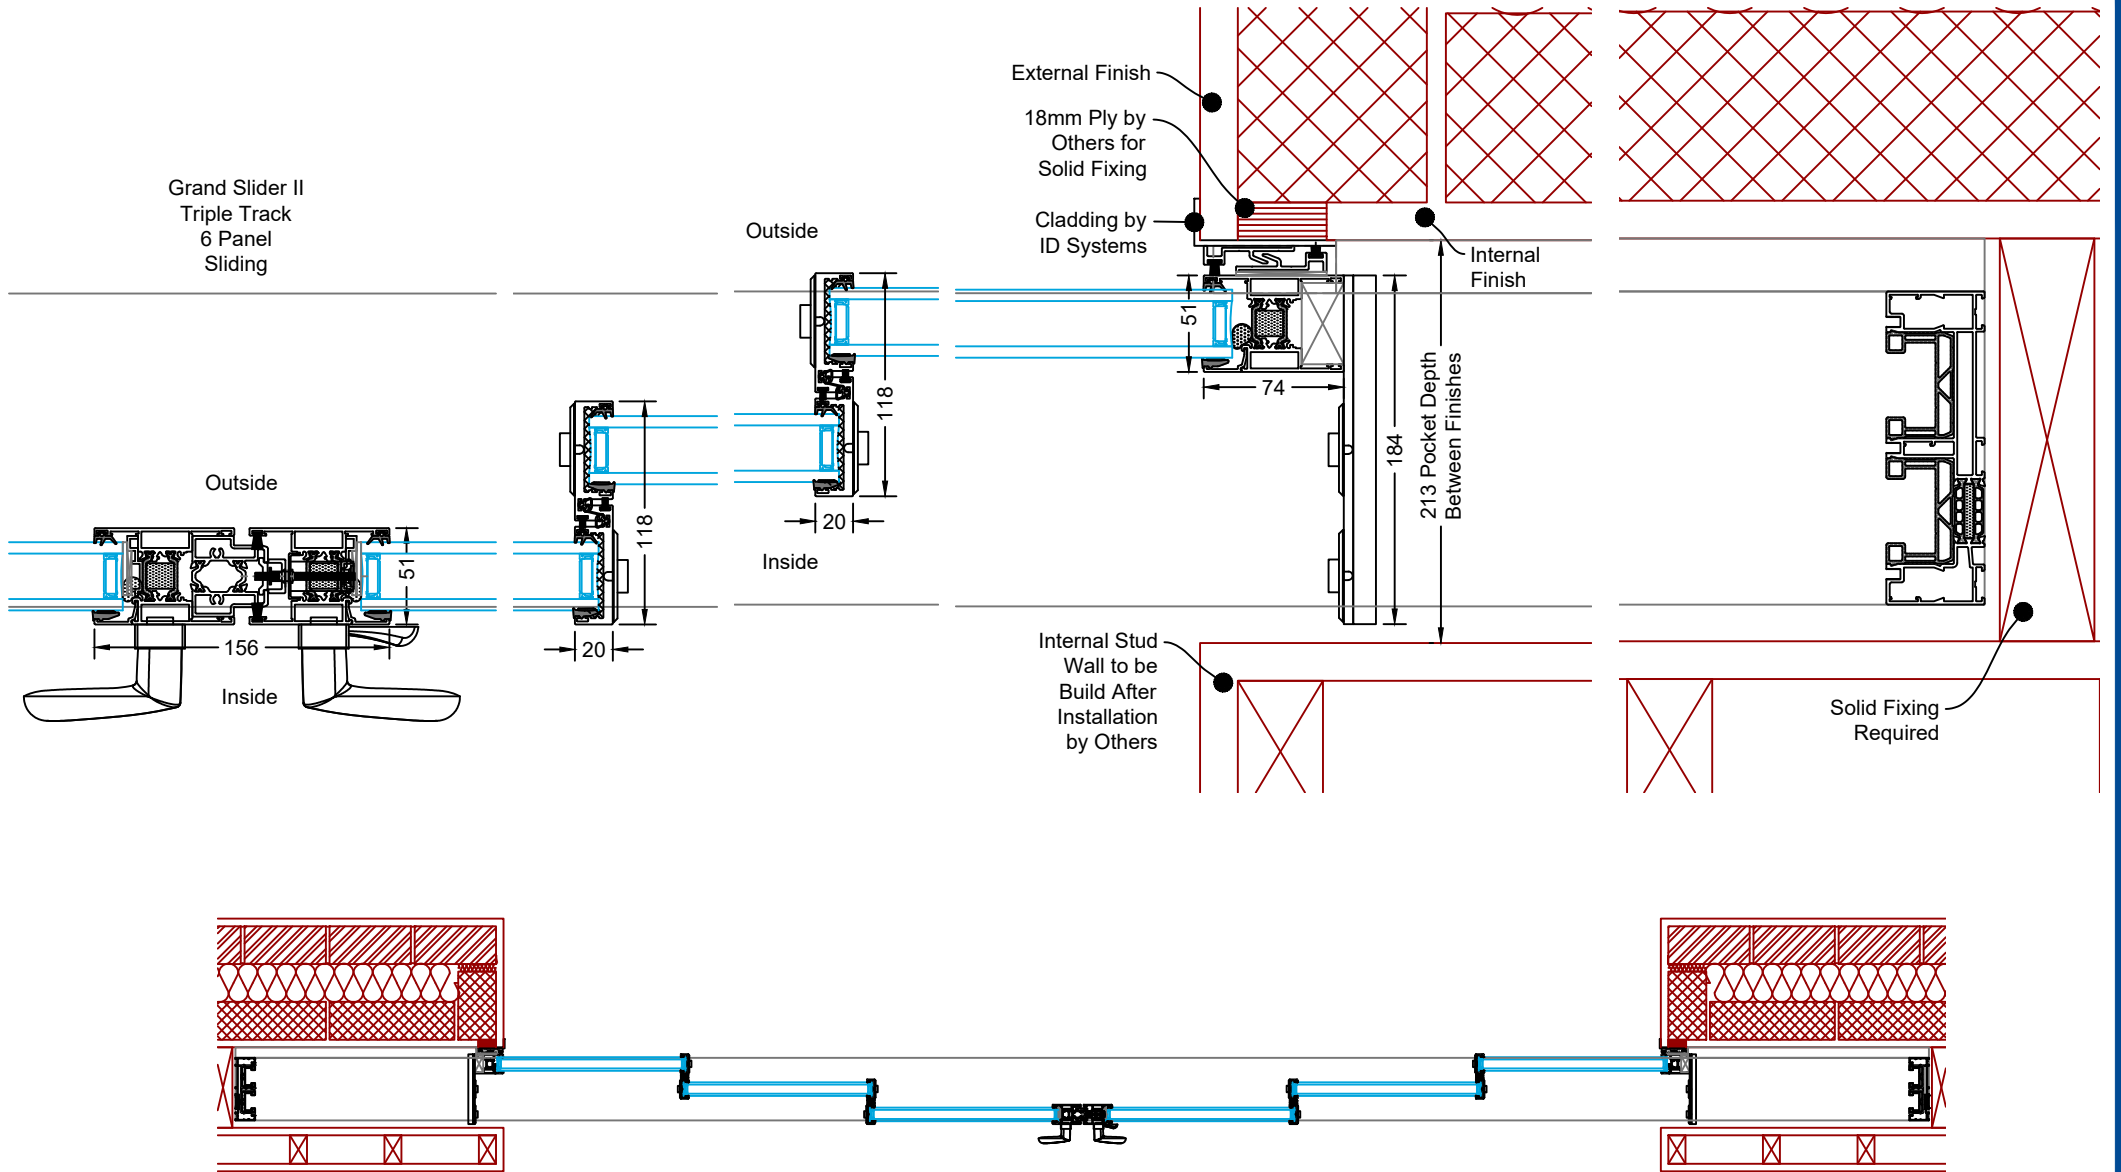 Grand Slider II
Triple Track
6 Panel
Sliding
Outside
51
156
Inside
118
20
Outside
118
20
Inside
External Finish
18mm Ply by
Others for
Solid Fixing
Cladding by
ID Systems
Internal
Finish
51
74
184
213 Pocket Depth
Between Finishes
Internal Stud
Wall to be
Build After
Installation
by Others
Solid Fixing
Required